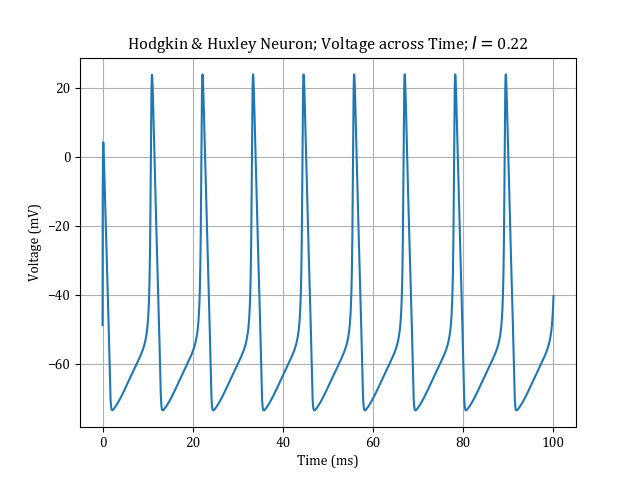 Hodgkin & Huxley Neuron; Voltage across Time; I = 0.22
20
0
−20
−40
−60
Voltage (mV)
0 20 40 60 80 100
Time (ms)